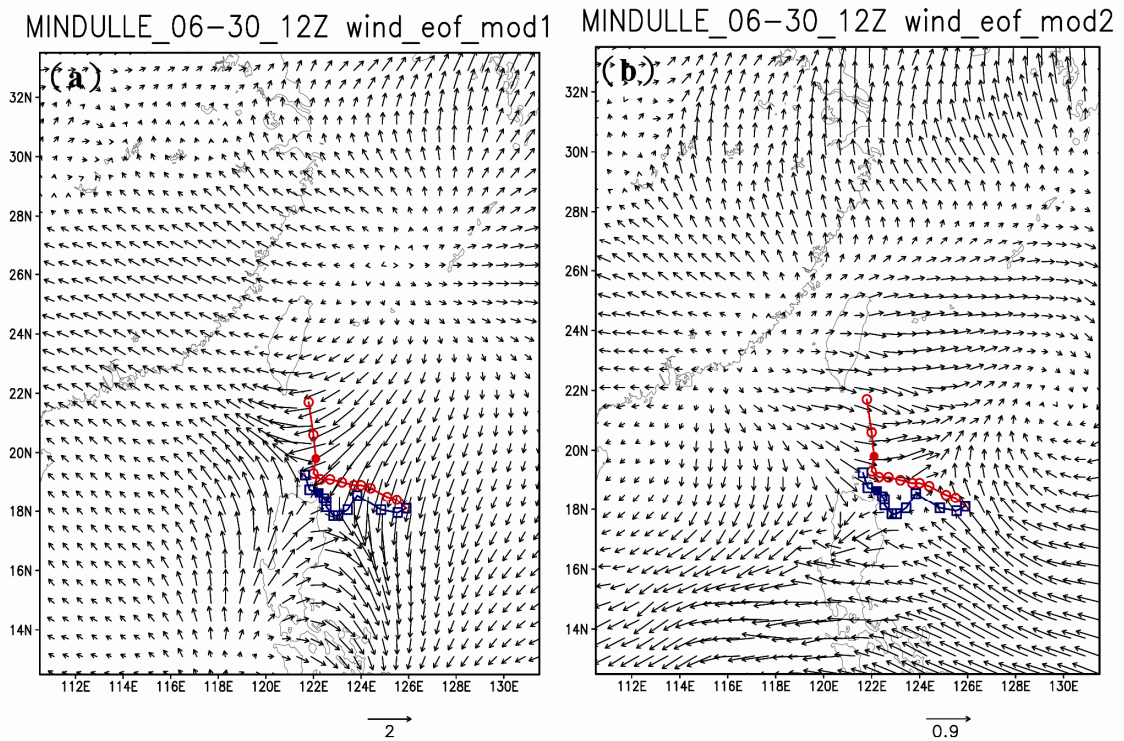 MINDULLE_06-30_12Z wind_eof_mod1
MINDULLE_06-30_12Z wind_eof_mod2
(a)
32N
30N
28N
26N
24N
22N
20N
18N
16N
14N
112E 114E 116E 118E 120E 122E 124E 126E 128E 130E
2
(b)
32N
30N
28N
26N
24N
22N
20N
18N
16N
14N
112E 114E 116E 118E 120E 122E 124E 126E 128E 130E
0.9